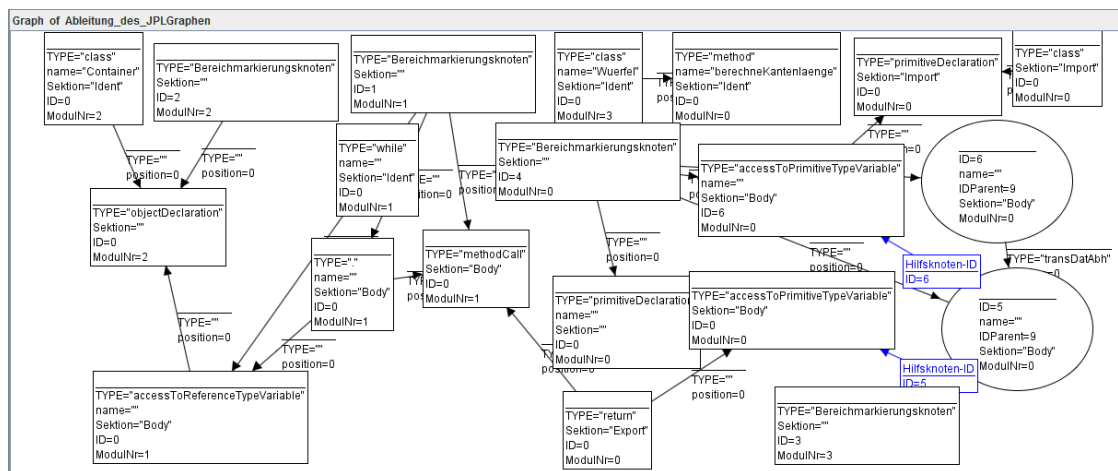 Graph of Ableitung_des_JPLGraphen
TYPE="class"
name="Container"
Sektion="Ident"
ID=0
ModulNr=2
TYPE="Bereichmarkierungsknoten"
Sektion=""
ID=2
ModulNr=2
TYPE="Bereichmarkierungsknoten"
Sektion=""
ID=1
ModulNr=1
TYPE="class"
name="Wuerfel"
Sektion="Ident"
ID=0
ModulNr=3
TYPE="method"
name="berechneKantenlaenge"
Sektion="Ident"
ID=0
ModulNr=0
TYPE="primitiveDeclaration"
Sektion="Import"
ID=0
ModulNr=0
TYPE="class"
Sektion="Import"
ID=0
ModulNr=0
TYPE=""
position=0
TYPE=""
position=0
TYPE="while"
name=""
Sektion="Ident"
ID=0
ModulNr=1
TYPE=""
position=0
TYPE="Bereichmarkierungsknoten"
Sektion=""
ID=4
ModulNr=0
TYPE="accessToPrimitiveTypeVariable"
name=""
Sektion="Body"
ID=6
ModulNr=0
TYPE=""
position=0
ID=6
name=""
IDParent=9
Sektion="Body"
ModulNr=0
TYPE="objectDeclaration"
Sektion=""
ID=0
ModulNr=2
TYPE="."
name=""
Sektion="Body"
ID=0
ModulNr=1
TYPE="methodCall"
Sektion="Body"
ID=0
ModulNr=1
TYPE=""
position=0
TYPE=""
position=0
Hilfsknoten-ID
ID=6
TYPE="transDatAbh"
TYPE="primitiveDeclaration
name=""
Sektion=""
ID=0
ModulNr=0
TYPE="accessToPrimitiveTypeVariable"
Sektion="Body"
ID=0
ModulNr=0
ID=5
name=""
IDParent=9
Sektion="Body"
ModulNr=0
TYPE=""
position=0
TYPE=""
position=0
TYPE=""
position=0
Hilfsknoten-ID
ID=5
TYPE="accessToReferenceTypeVariable"
name=""
Sektion="Body"
ID=0
ModulNr=1
TYPE="return"
Sektion="Export"
ID=0
ModulNr=0
TYPE="Bereichmarkierungsknoten"
Sektion=""
ID=3
ModulNr=3